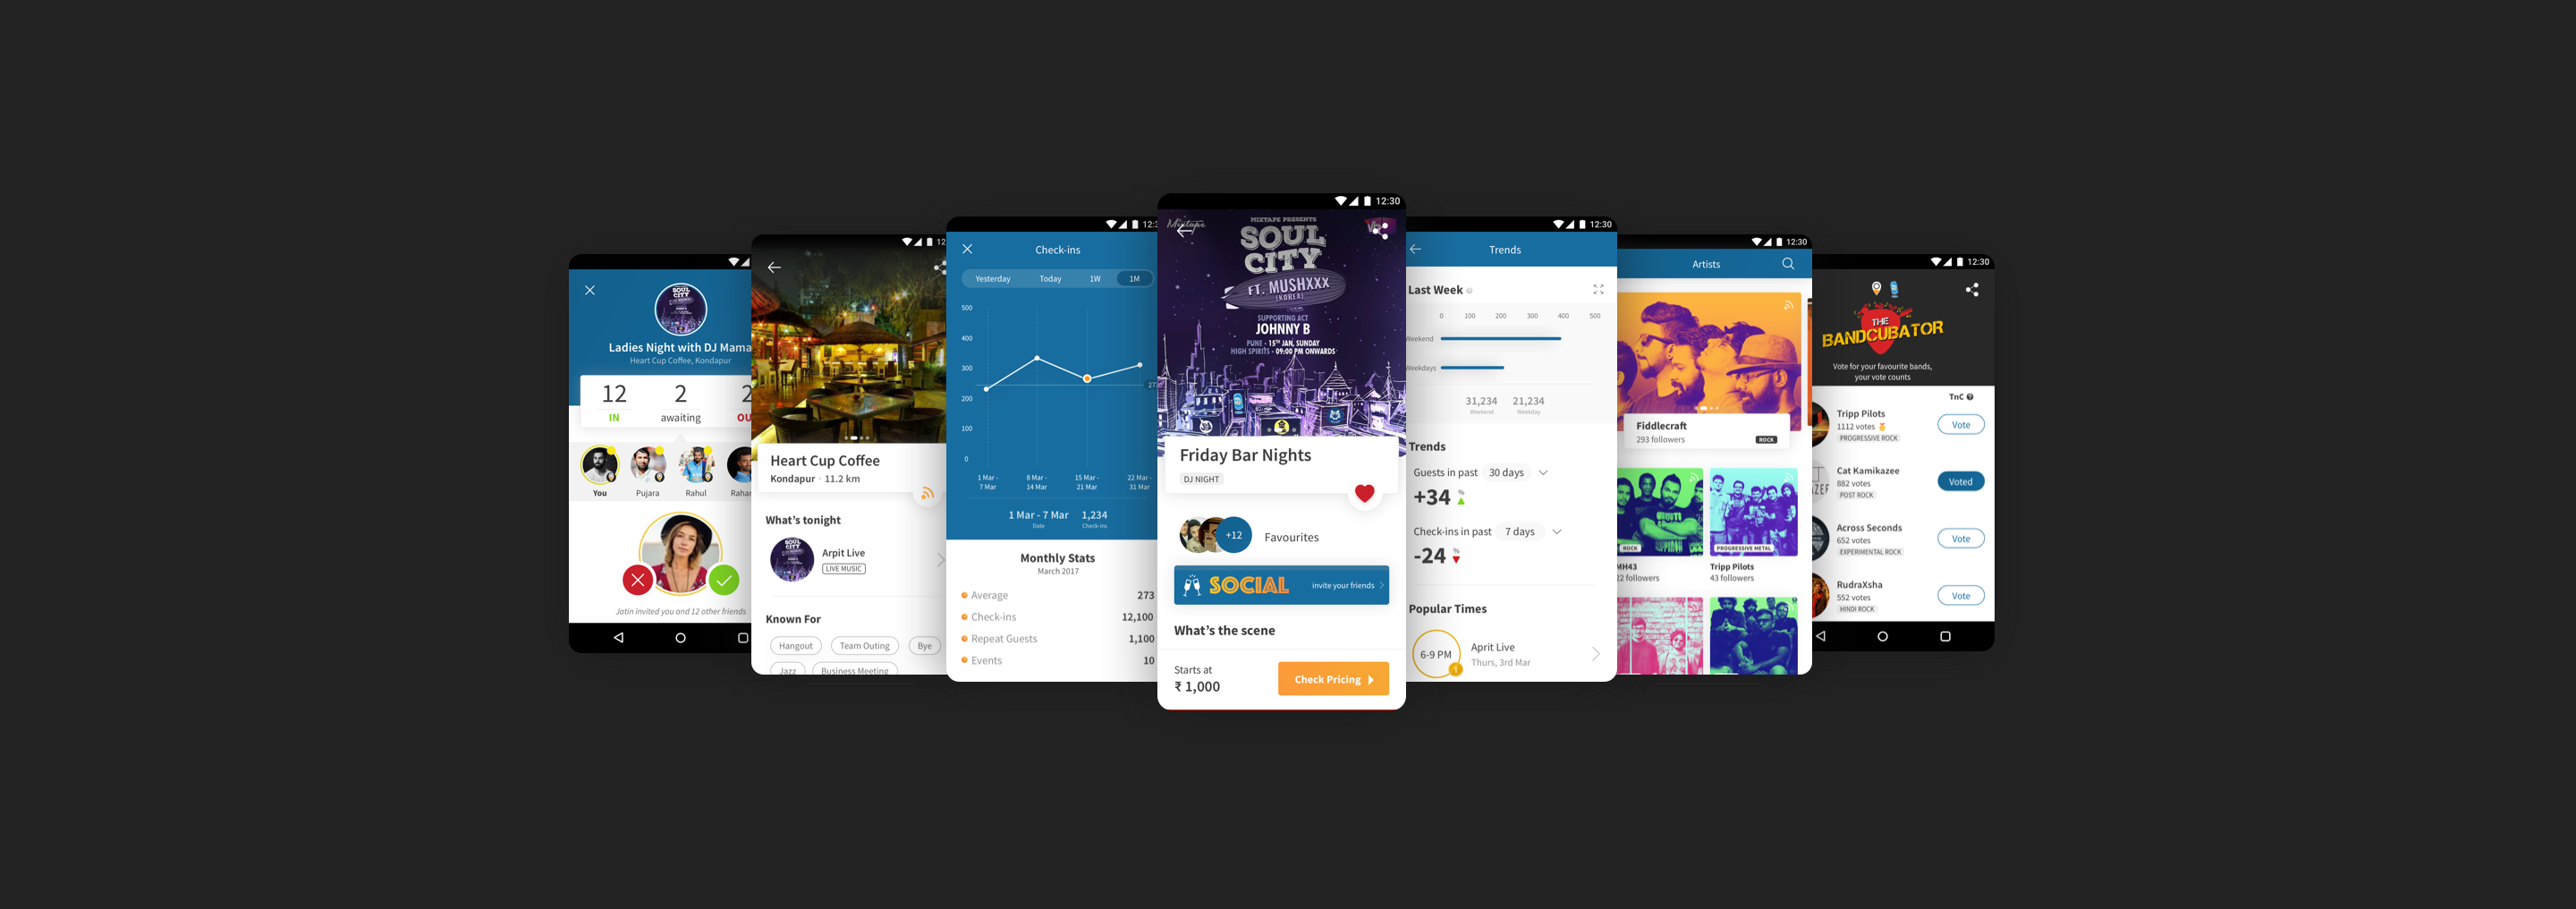 Ladies Night with DJ Mama
Heart Cup Coffee, Kondapur
12
2
2
IN
awaiting
OU
You
Pujara
Rahul
Rahan
Jatin invited you and 12 other friends
12
Heart Cup Coffee
Kondapur · 11.2 km
What's tonight
SOUL
CITY
Arpit Live
LIVE MUSIC
Known For
Hangout
Team Outing
Bye
Jazz
Business Meeting
12:3
Check-ins
Yesterday
Today
1W
1M
500
400
300
27
200
100
0
1 Mar - 8 Mar - 15 Mar - 22 Mar -
7 Mar 14 Mar 21 Mar 31 Mar
1 Mar - 7 Mar 1,234
Date Check-ins
Monthly Stats
March 2017
Average 273
Check-ins 12,100
Repeat Guests 1,100
Events 10
12:30
Mixtape
MIXTAPE PRESENTS
SOUL
CITY
FT. MUSHXXX
(KOREA)
SUPPORTING ACT
JOHNNY B
PUNE - 15TH JAN, SUNDAY
HIGH SPIRITS - 09:00 PM ONWARDS
Friday Bar Nights
DJ NIGHT
+12
Favourites
SOCIAL
invite your friends
What's the scene
Starts at
₹ 1,000
Check Pricing
12:30
Trends
Last Week
0 100 200 300 400 500
Weekend
Weekdays
31,234 21,234
Weekend Weekday
Trends
Guests in past 30 days
+34 %
Check-ins in past 7 days
-24 %
Popular Times
6-9 PM
Aprit Live
Thurs, 3rd Mar
12:30
Artists
Fiddlecraft
293 followers
ROCK
ROCK
PROGRESSIVE METAL
MH43
22 followers
Tripp Pilots
43 followers
12:30
THE
BANDCUBATOR
Vote for your favourite bands,
your vote counts
TnC
Tripp Pilots
1112 votes
PROGRESSIVE ROCK
Vote
Cat Kamikazee
882 votes
POST ROCK
Voted
Across Seconds
652 votes
EXPERIMENTAL ROCK
Vote
RudraXsha
552 votes
HINDI ROCK
Vote